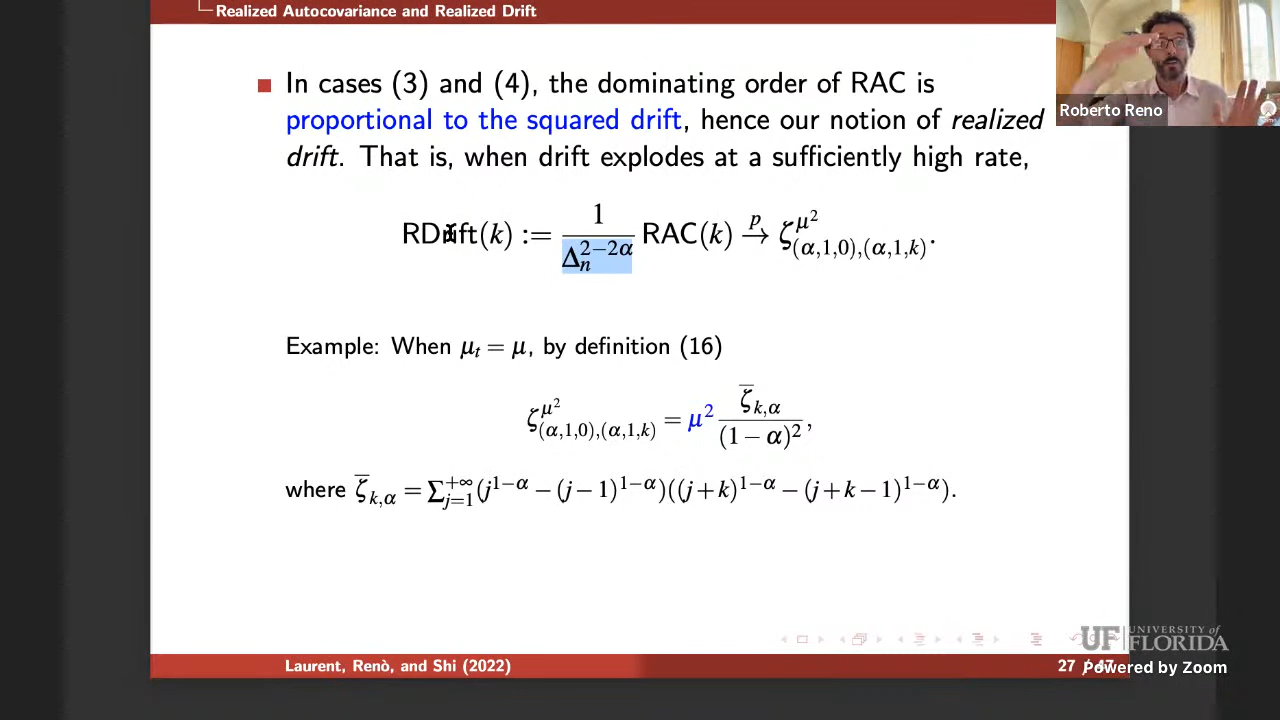 Realized Autocovariance and Realized Drift
Roberto Reno
In cases (3) and (4), the dominating order of RAC is
proportional to the squared drift, hence our notion of realized
drift. That is, when drift explodes at a sufficiently high rate,
RDrift(k) := 1/Δ_n^{2−2α} RAC(k) →^p ζ^{μ^2}_{(α,1,0),(α,1,k)}.
Example: When μ_t = μ, by definition (16)
ζ^{μ^2}_{(α,1,0),(α,1,k)} = μ^2 \overline{ζ}_{k,α}/(1−α)^2,
where \overline{ζ}_{k,α} = ∑_{j=1}^{+∞}(j^{1−α} − (j−1)^{1−α})((j+k)^{1−α} − (j+k−1)^{1−α}).
UF UNIVERSITY of FLORIDA
Laurent, Renò, and Shi (2022)
27 / 47
Powered by Zoom